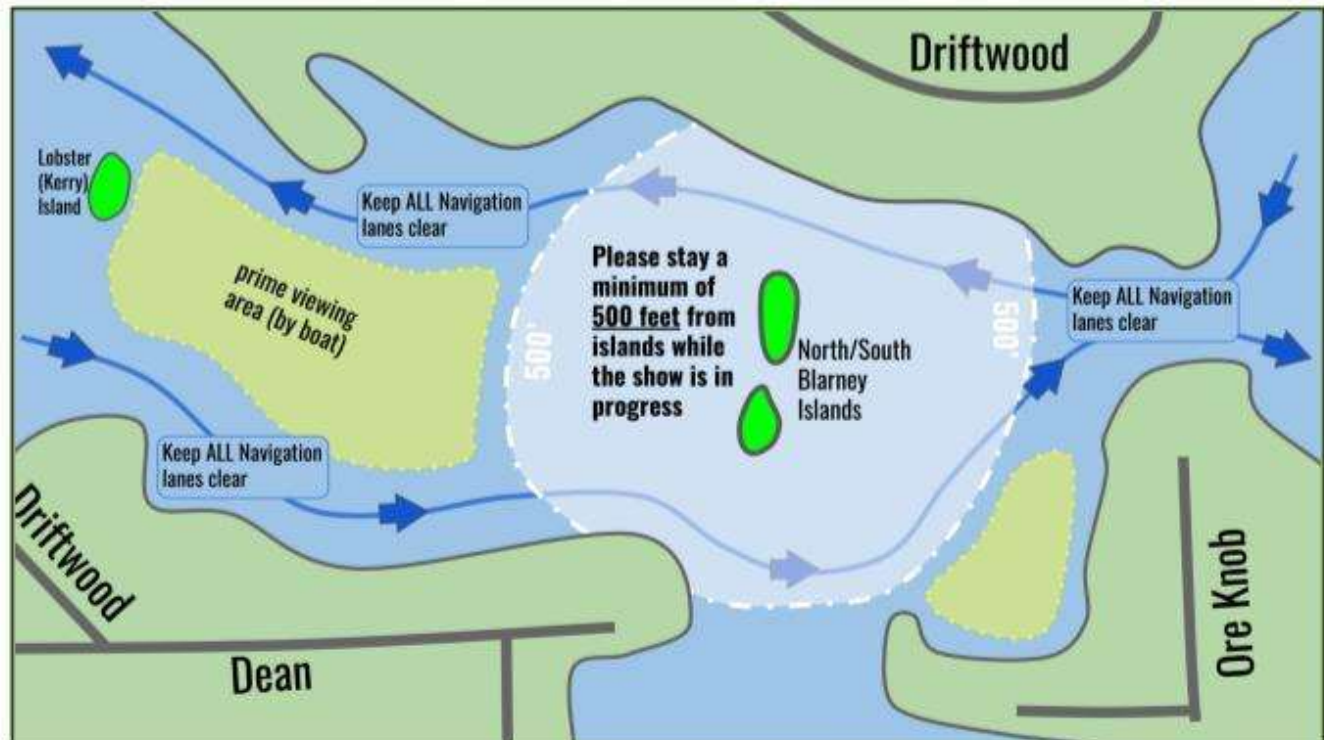 Driftwood
Lobster
(Kerry)
Island
Keep ALL Navigation
lanes clear
prime viewing
area (by boat)
Please stay a
minimum of
500 feet from
islands while
the show is in
progress
500'
500'
North/South
Blarney
Islands
Keep ALL Navigation
lanes clear
Keep ALL Navigation
lanes clear
Driftwood
Dean
Ore Knob